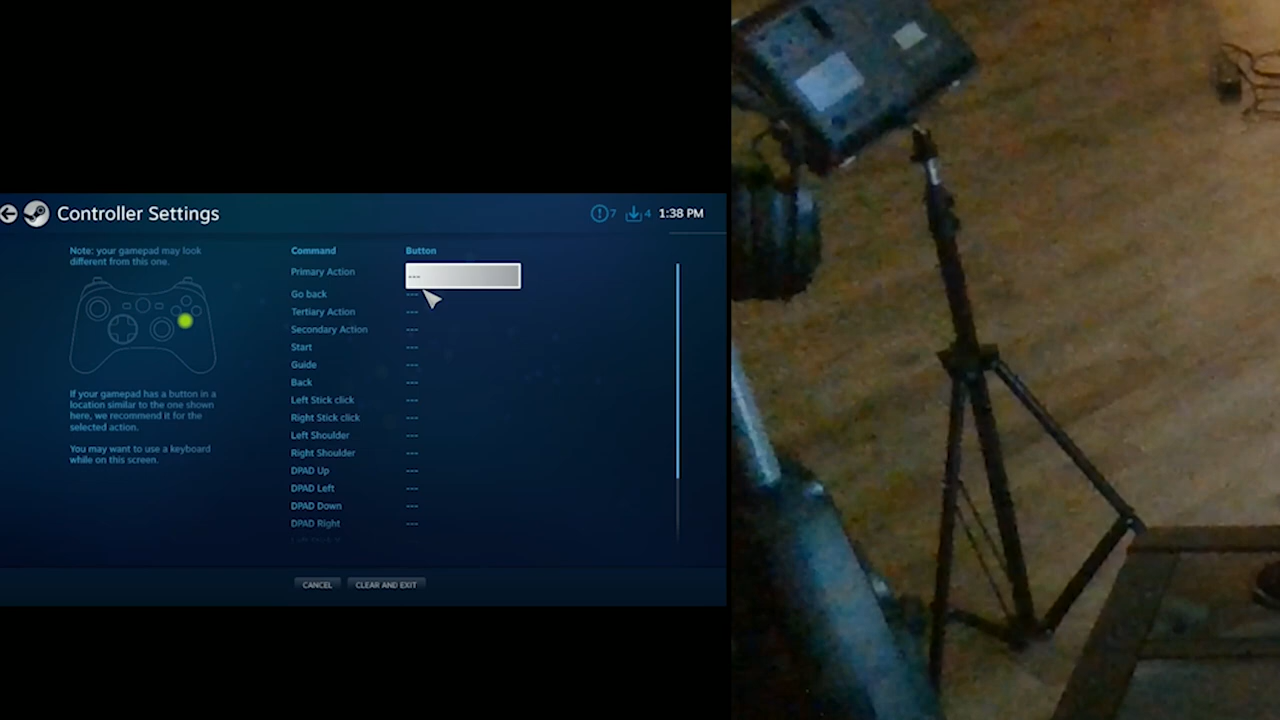 Controller Settings
7
4
1:38 PM
Note: your gamepad may look
different from this one.
If your gamepad has a button in a
location similar to the one shown
here, we recommend it for the
selected action.
You may want to use a keyboard
while on this screen.
Command Button
Primary Action ---
Go back ---
Tertiary Action ---
Secondary Action ---
Start ---
Guide ---
Back ---
Left Stick click ---
Right Stick click ---
Left Shoulder ---
Right Shoulder ---
DPAD Up ---
DPAD Left ---
DPAD Down ---
DPAD Right ---
CANCEL CLEAR AND EXIT